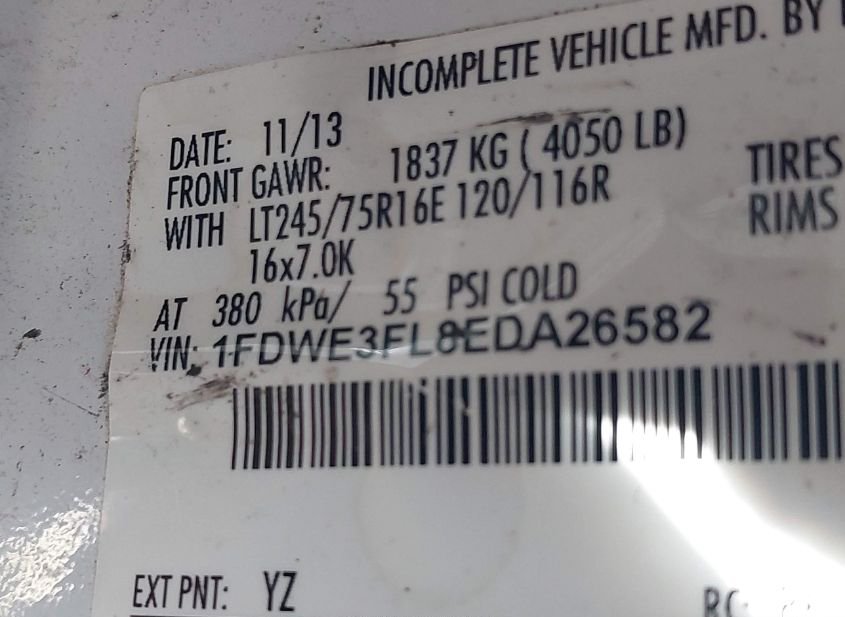 INCOMPLETE VEHICLE MFD. BY
DATE: 11/13
FRONT GAWR: 1837 KG ( 4050 LB)
WITH LT245/75R16E 120/116R TIRES
16x7.0K RIMS
AT 380 kPa/ 55 PSI COLD
VIN: 1FDWE3FL8EDA26582
EXT PNT: YZ